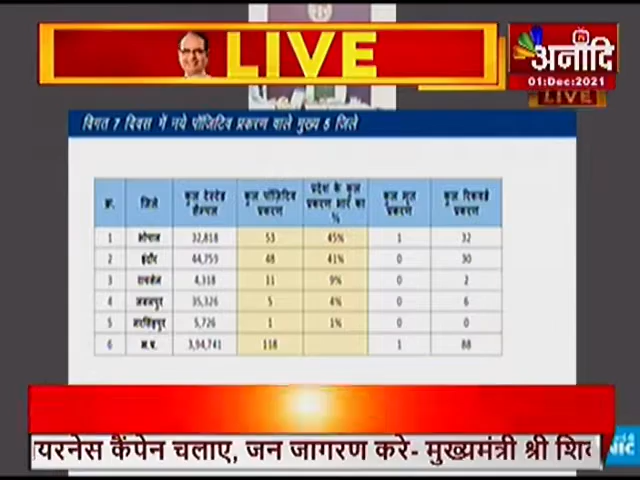 LIVE
अनादि
TV
01:Dec:2021
LIVE
विगत 7 दिवस में नये पॉजिटिव प्रकरण वाले मुख्य 5 जिले
क्र. जिले कुल टेस्टेड सैम्पल कुल पॉजिटिव प्रकरण प्रदेश के कुल प्रकरण भार का % कुल मृत प्रकरण कुल रिकवर्ड प्रकरण
1 भोपाल 32,818 53 45% 1 32
2 इंदौर 44,759 48 41% 0 30
3 रायसेन 4,318 11 9% 0 2
4 जबलपुर 35,326 5 4% 0 6
5 नरसिंहपुर 5,726 1 1% 0 0
6 म.प्र. 3,94,741 118 1 88
यरनेस कैंपेन चलाए, जन जागरण करे- मुख्यमंत्री श्री शिव
NIC